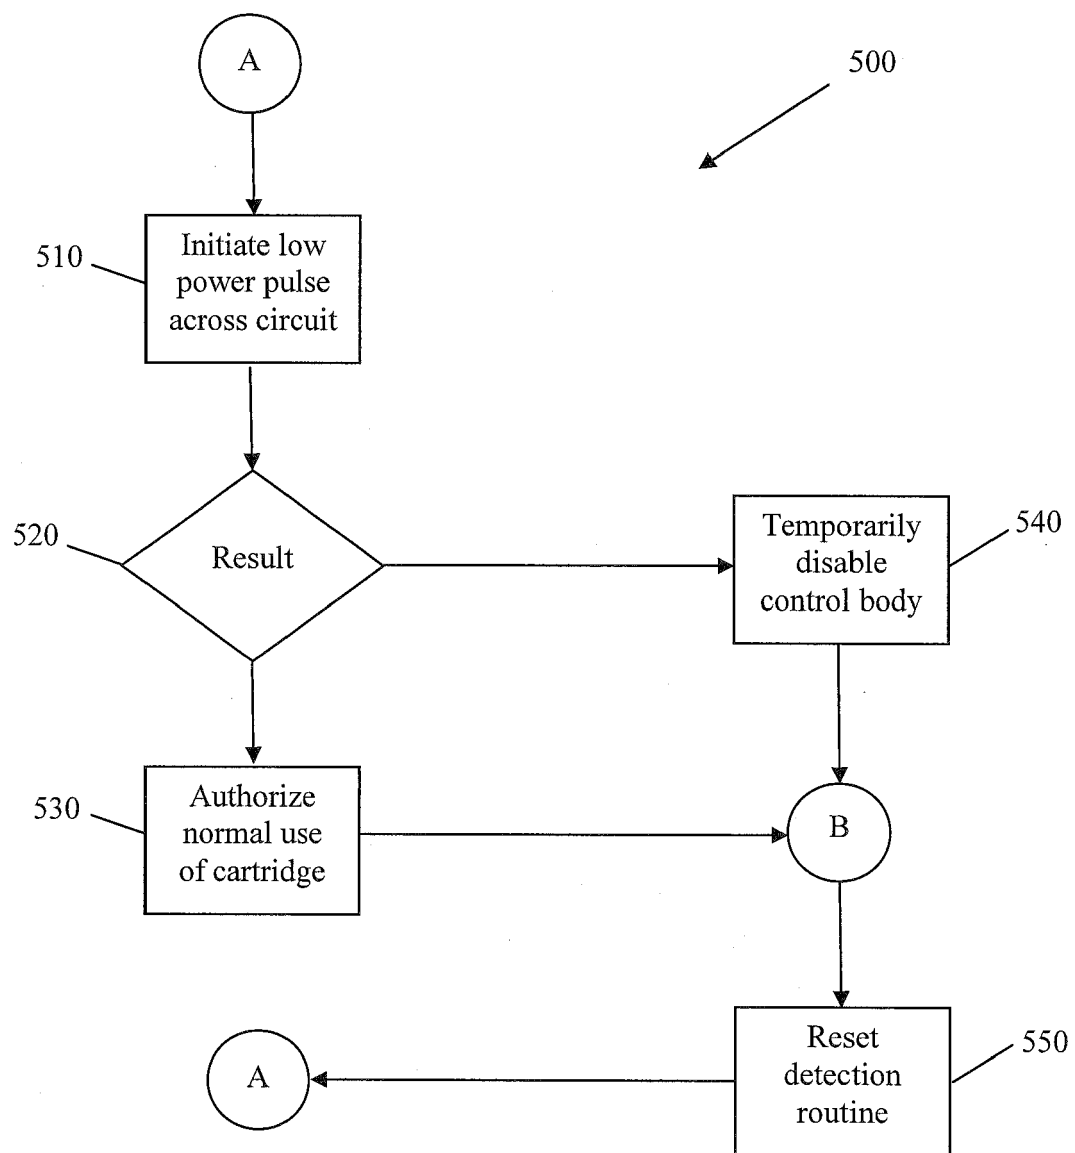 A
500
510
Initiate low
power pulse
across circuit
520
Result
Temporarily
disable
control body
540
530
Authorize
normal use
of cartridge
B
A
Reset
detection
routine
550